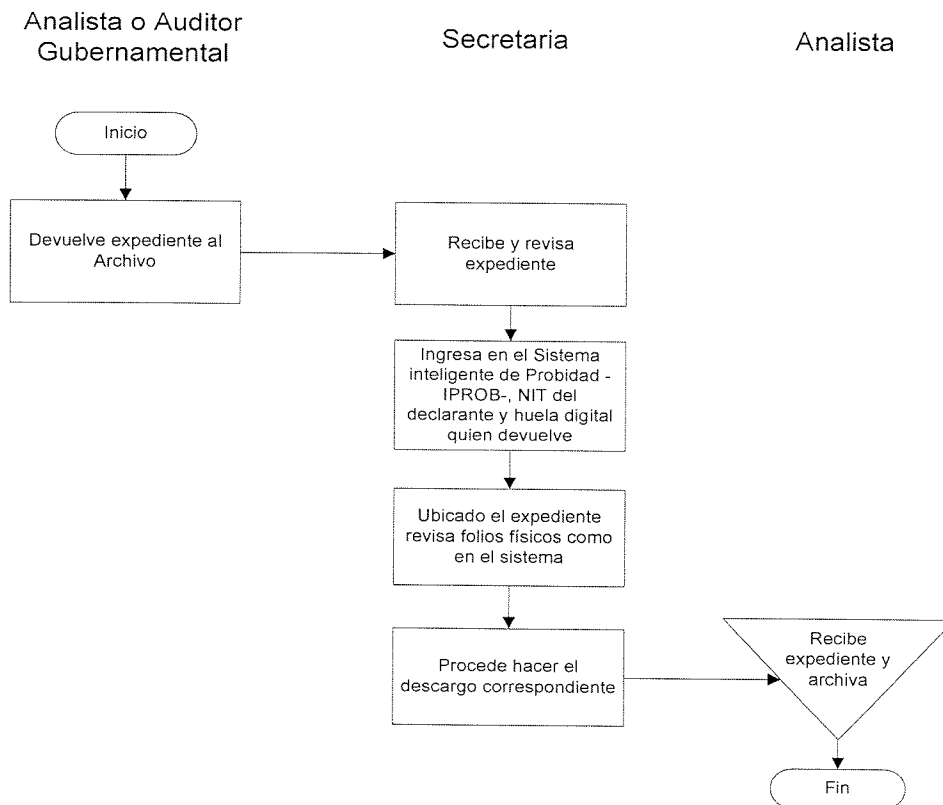 Analista o Auditor
Gubernamental
Secretaria
Analista
Inicio
Devuelve expediente al
Archivo
Recibe y revisa
expediente
Ingresa en el Sistema
inteligente de Probidad -
IPROB-, NIT del
declarante y huela digital
quien devuelve
Ubicado el expediente
revisa folios físicos como
en el sistema
Procede hacer el
descargo correspondiente
Recibe
expediente y
archiva
Fin